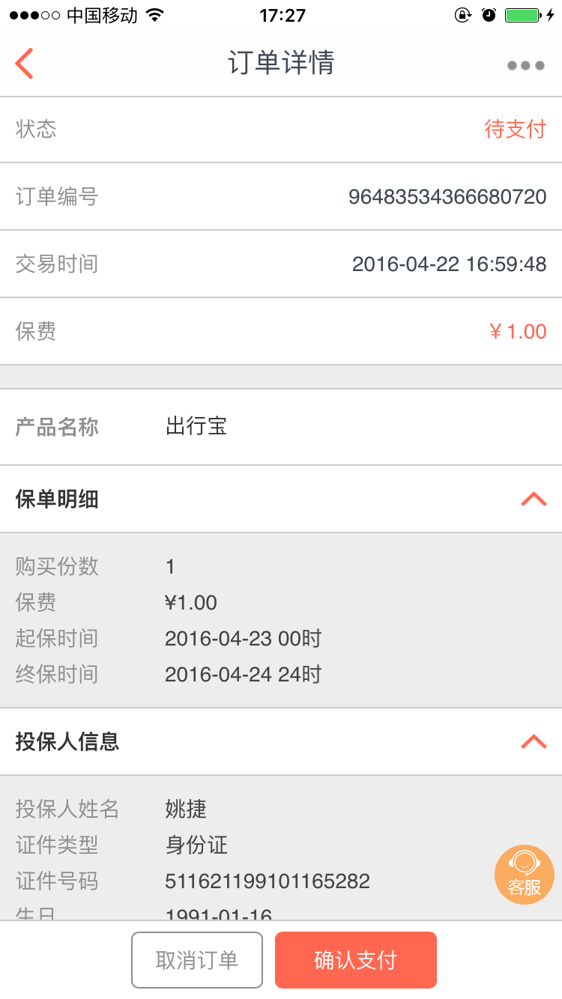 中国移动 17:27
订单详情
状态 待支付
订单编号 96483534366680720
交易时间 2016-04-22 16:59:48
保费 ¥ 1.00
产品名称 出行宝
保单明细
购买份数 1
保费 ¥1.00
起保时间 2016-04-23 00时
终保时间 2016-04-24 24时
投保人信息
投保人姓名 姚捷
证件类型 身份证
证件号码 511621199101165282
客服
生日 1991-01-16
取消订单 确认支付